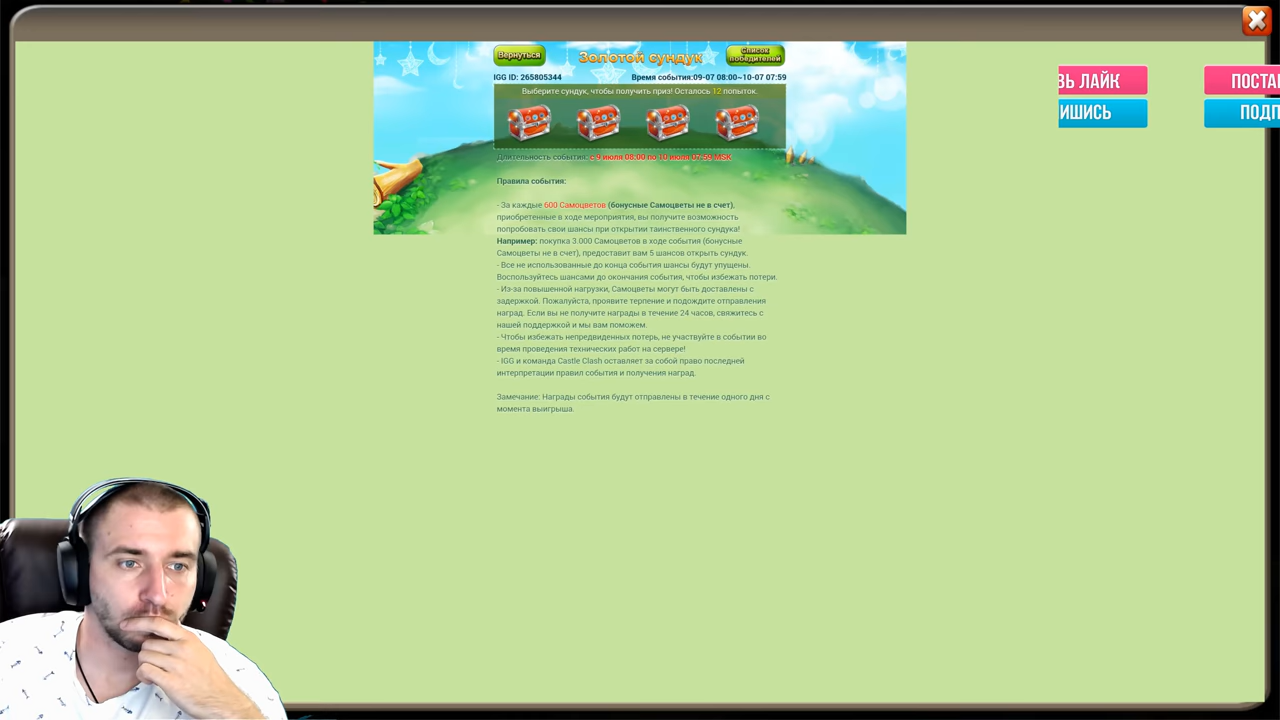 Вернуться
Золотой сундук
Список
победителей
IGG ID: 265805344
Время события:09-07 08:00~10-07 07:59
Выберите сундук, чтобы получить приз! Осталось 12 попыток.
Длительность события: с 9 июля 08:00 по 10 июля 07:59 MSK
Правила события:
- За каждые 600 Самоцветов (бонусные Самоцветы не в счет),
приобретенные в ходе мероприятия, вы получите возможность
попробовать свои шансы при открытии таинственного сундука!
Например: покупка 3.000 Самоцветов в ходе события (бонусные
Самоцветы не в счет), предоставит вам 5 шансов открыть сундук.
- Все не использованные до конца события шансы будут упущены.
Воспользуйтесь шансами до окончания события, чтобы избежать потери.
- Из-за повышенной нагрузки, Самоцветы могут быть доставлены с
задержкой. Пожалуйста, проявите терпение и подождите отправления
наград. Если вы не получите награды в течение 24 часов, свяжитесь с
нашей поддержкой и мы вам поможем.
- Чтобы избежать непредвиденных потерь, не участвуйте в событии во
время проведения технических работ на сервере!
- IGG и команда Castle Clash оставляет за собой право последней
интерпретации правил события и получения наград.
Замечание: Награды события будут отправлены в течение одного дня с
момента выигрыша.
ВЬ ЛАЙК
ИШИСЬ
ПОСТА
ПОДП